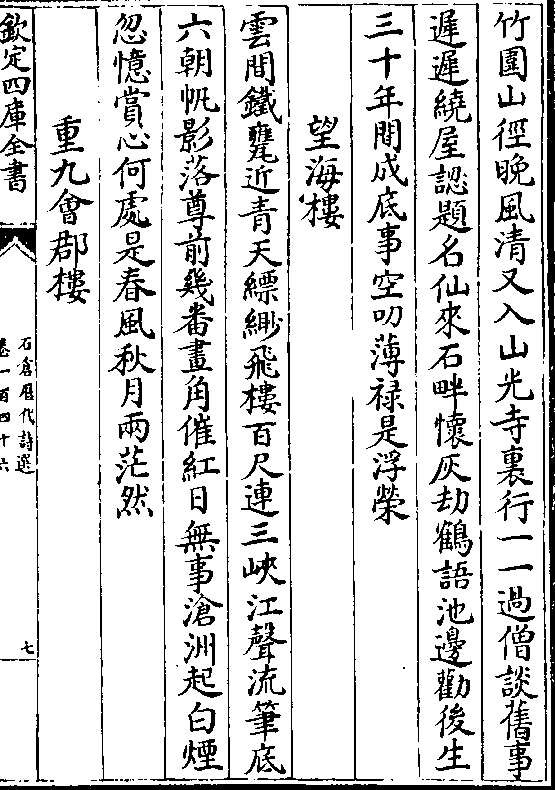 竹圍山徑晚風清又入山光寺裏行一一過僧談舊事
遲遲繞屋認題名仙來石畔懷灰劫鶴語池邊勸後生
三十年間成底事空叨薄禄是浮榮
望海樓
雲間鐵甕近青天縹緲飛樓百尺連三峽江聲流筆底
六朝帆影落尊前幾番畫角催紅日無事滄洲起白煙
忽憶賞心何處是春風秋月兩茫然
重九會郡樓
欽定四庫全書
石倉歷代詩選
卷一百四十六
七